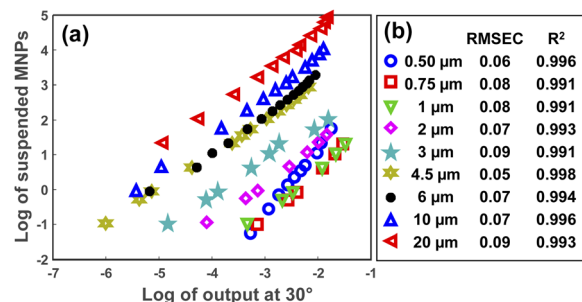 (a)
Log of suspended MNPs
5
4
3
2
1
0
-1
-2
-7 -6 -5 -4 -3 -2 -1
Log of output at 30°
(b)
RMSEC R²
0.50 µm 0.06 0.996
0.75 µm 0.08 0.991
1 µm 0.08 0.991
2 µm 0.07 0.993
3 µm 0.09 0.991
4.5 µm 0.05 0.998
6 µm 0.07 0.994
10 µm 0.07 0.996
20 µm 0.09 0.993